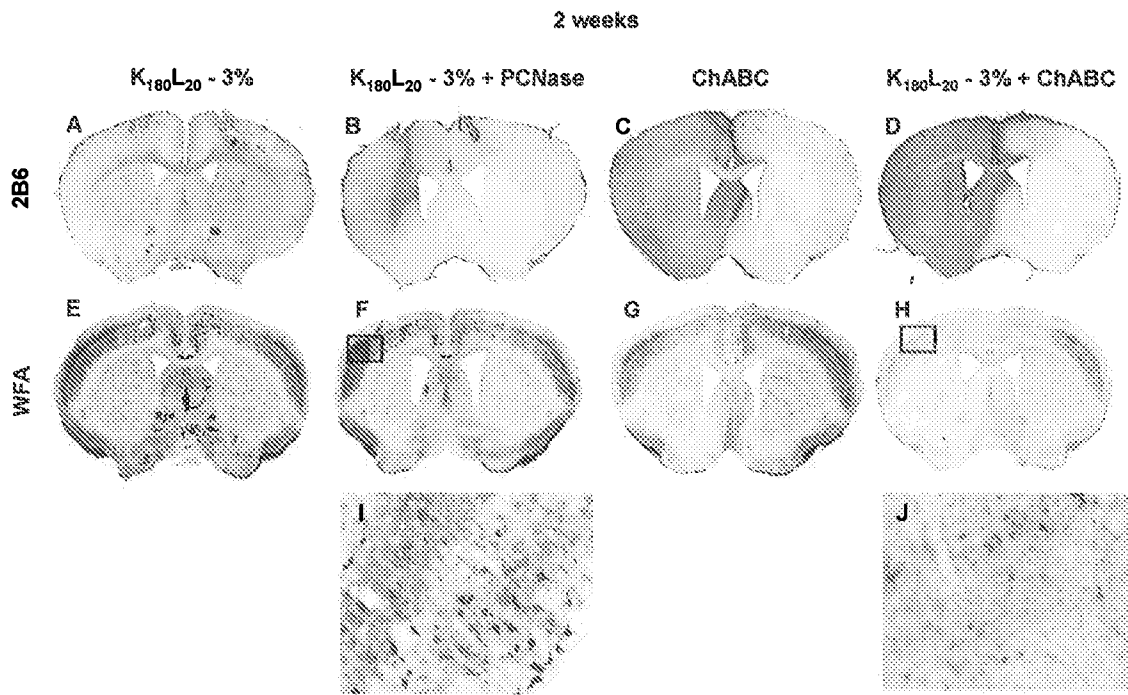 2 weeks
K₁₈₀L₂₀ - 3% K₁₈₀L₂₀ - 3% + PCNase ChABC K₁₈₀L₂₀ - 3% + ChABC
2B6 A B C D
WFA E F G H
I J